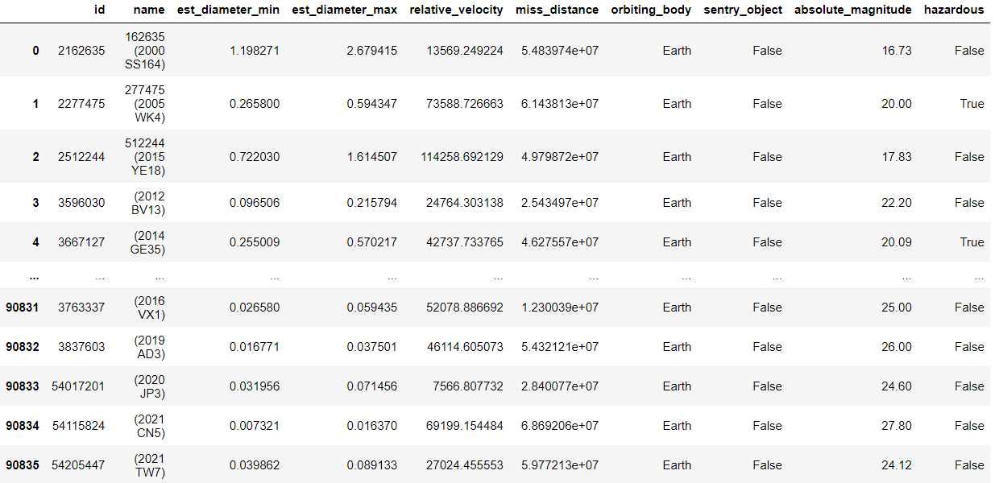 id name est_diameter_min est_diameter_max relative_velocity miss_distance orbiting_body sentry_object absolute_magnitude hazardous
162635
0 2162635 (2000 1.198271 2.679415 13569.249224 5.483974e+07 Earth False 16.73 False
SS164)
277475
1 2277475 (2005 0.265800 0.594347 73588.726663 6.143813e+07 Earth False 20.00 True
WK4)
512244
2 2512244 (2015 0.722030 1.614507 114258.692129 4.979872e+07 Earth False 17.83 False
YE18)
(2012
3 3596030 0.096506 0.215794 24764.303138 2.543497e+07 Earth False 22.20 False
BV13)
(2014
4 3667127 0.255009 0.570217 42737.733765 4.627557e+07 Earth False 20.09 True
GE35)
... ... ... ... ... ... ... ... ... ... ...
(2016
90831 3763337 0.026580 0.059435 52078.886692 1.230039e+07 Earth False 25.00 False
VX1)
(2019
90832 3837603 0.016771 0.037501 46114.605073 5.432121e+07 Earth False 26.00 False
AD3)
(2020
90833 54017201 0.031956 0.071456 7566.807732 2.840077e+07 Earth False 24.60 False
JP3)
(2021
90834 54115824 0.007321 0.016370 69199.154484 6.869206e+07 Earth False 27.80 False
CN5)
(2021
90835 54205447 0.039862 0.089133 27024.455553 5.977213e+07 Earth False 24.12 False
TW7)